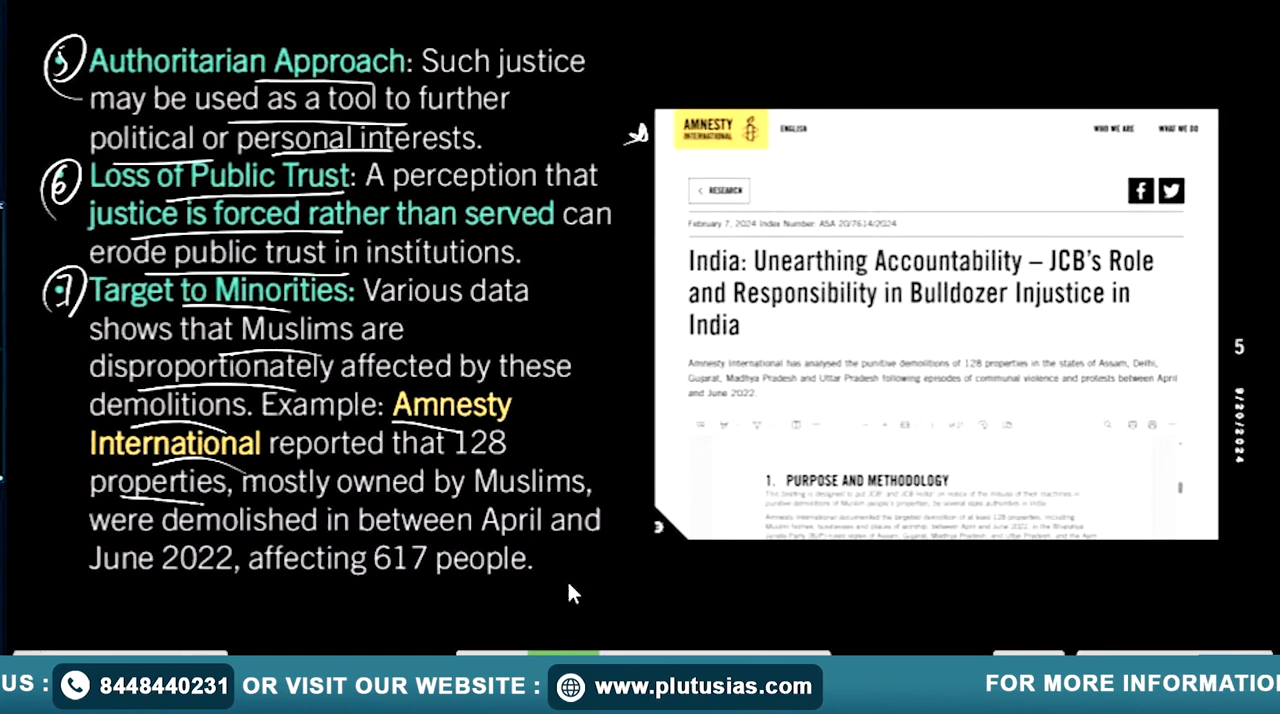 5 Authoritarian Approach: Such justice
may be used as a tool to further
political or personal interests.
6 Loss of Public Trust: A perception that
justice is forced rather than served can
erode public trust in institutions.
7 Target to Minorities: Various data
shows that Muslims are
disproportionately affected by these
demolitions. Example: Amnesty
International reported that 128
properties, mostly owned by Muslims,
were demolished in between April and
June 2022, affecting 617 people.
AMNESTY
INTERNATIONAL
ENGLISH
WHO WE ARE WHAT WE DO
< RESEARCH
February 7, 2024 Index Number: ASA 20/7614/2024
India: Unearthing Accountability – JCB's Role
and Responsibility in Bulldozer Injustice in
India
Amnesty International has analysed the punitive demolitions of 128 properties in the states of Assam, Delhi,
Gujarat, Madhya Pradesh and Uttar Pradesh following episodes of communal violence and protests between April
and June 2022.
1. PURPOSE AND METHODOLOGY
5
9/20/2024
US : 8448440231 OR VISIT OUR WEBSITE : www.plutusias.com FOR MORE INFORMATIO